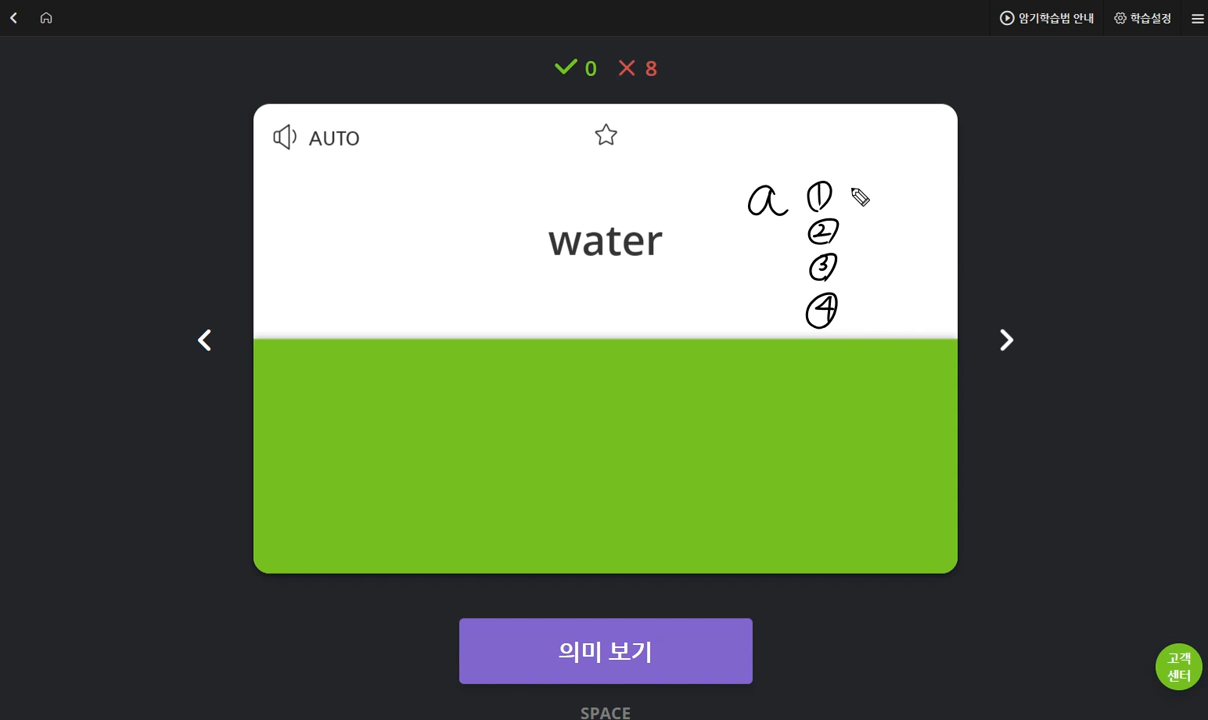 암기학습법 안내 학습설정
0 8
AUTO
a ①
water
②
③
④
의미 보기
SPACE
고객
센터